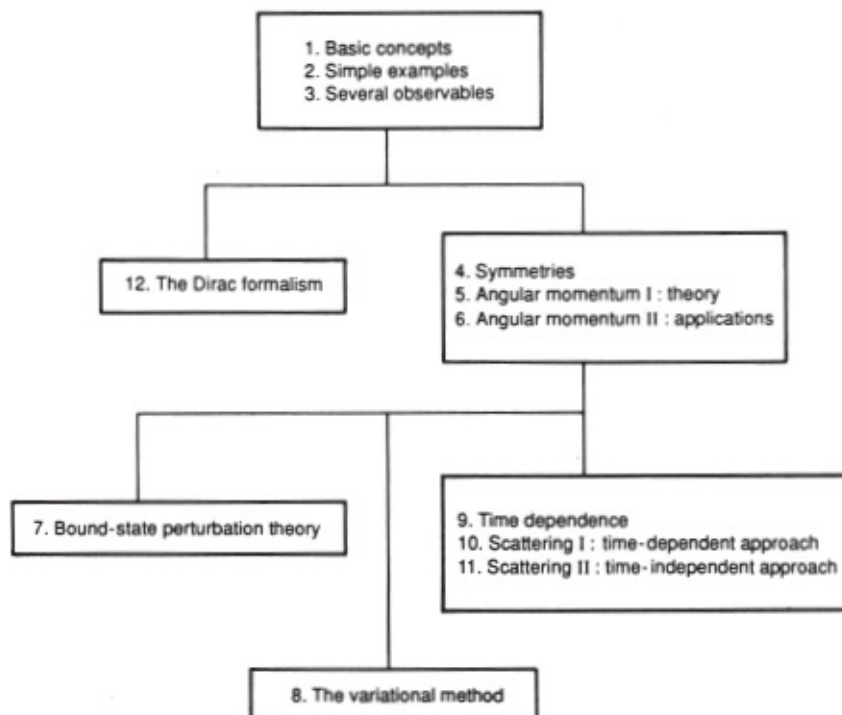 1. Basic concepts
2. Simple examples
3. Several observables
12. The Dirac formalism
4. Symmetries
5. Angular momentum I : theory
6. Angular momentum II : applications
7. Bound-state perturbation theory
9. Time dependence
10. Scattering I : time-dependent approach
11. Scattering II : time-independent approach
8. The variational method